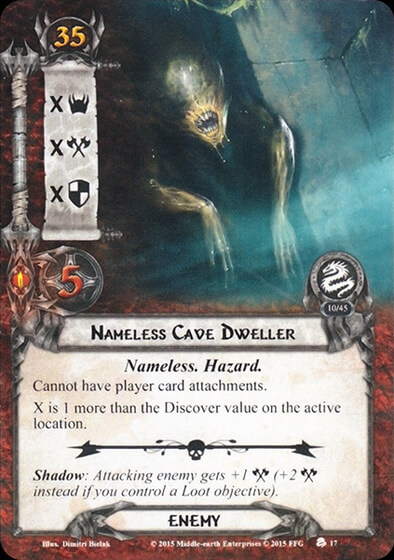 35
X
X
X
5
10/45
NAMELESS CAVE DWELLER
Nameless. Hazard.
Cannot have player card attachments.
X is 1 more than the Discover value on the active
location.
Shadow: Attacking enemy gets +1 (+2
instead if you control a Loot objective).
Illus. Dimitri Bielak © 2015 Middle-earth Enterprises © 2015 FFG 17
ENEMY